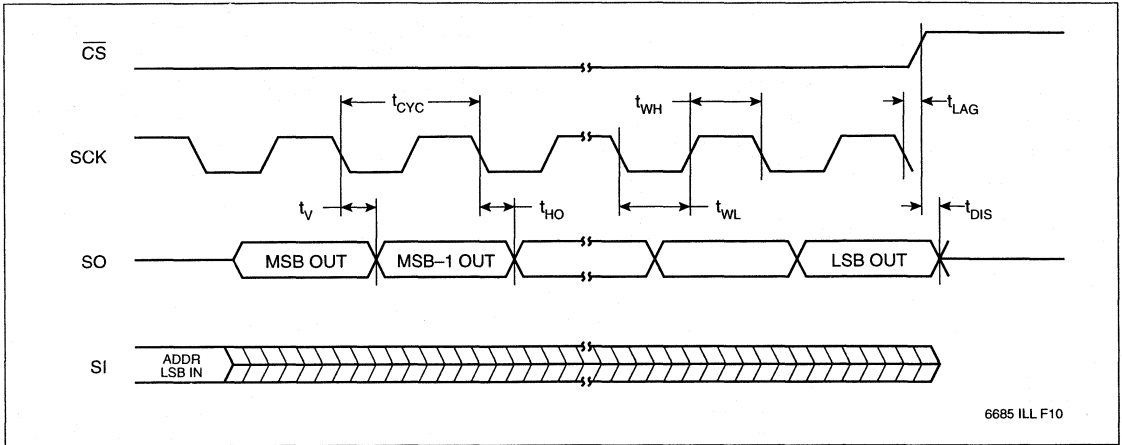 CS
tCYC
tWH
tLAG
SCK
tV
tHO
tWL
tDIS
SO
MSB OUT
MSB–1 OUT
LSB OUT
SI
ADDR
LSB IN
6685 ILL F10